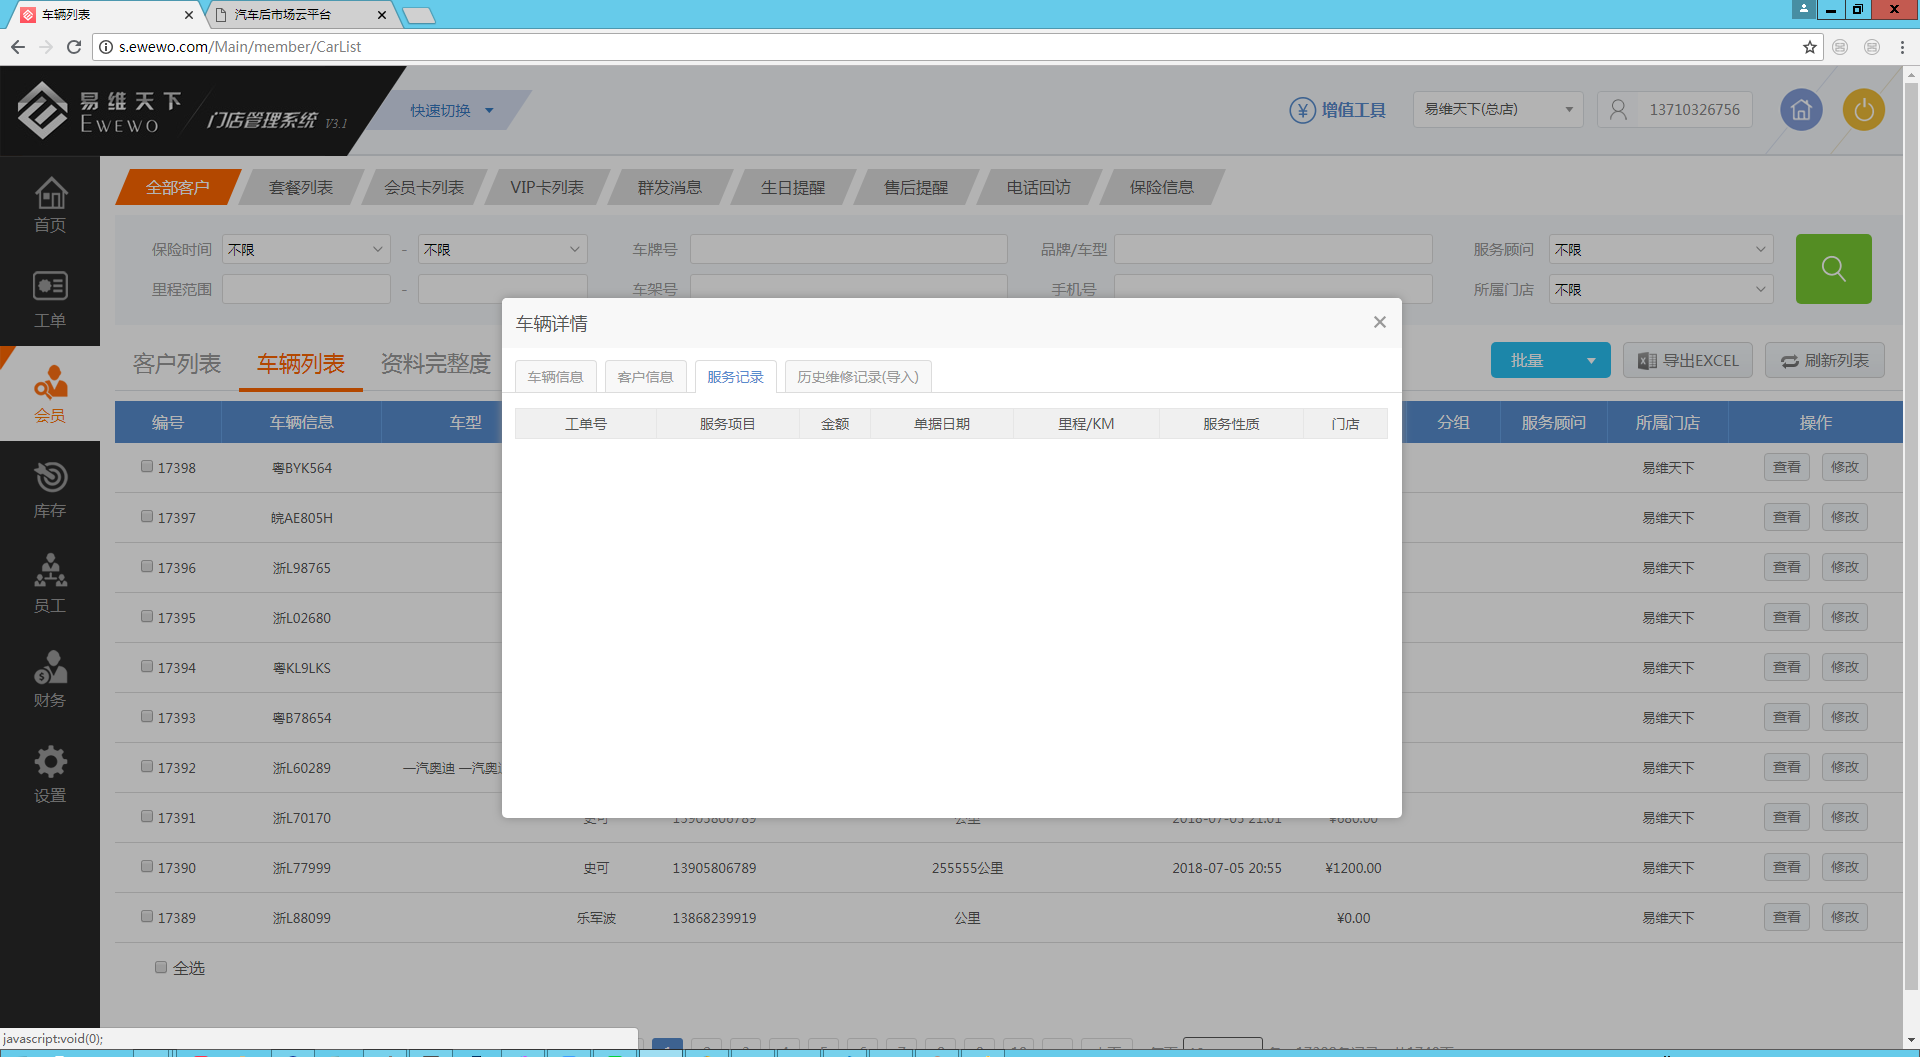 车辆列表
汽车后市场云平台
s.ewewo.com/Main/member/CarList
易维天下
EWEWO
门店管理系统 V3.1
快速切换
增值工具
易维天下(总店)
13710326756
首页
工单
会员
库存
员工
财务
设置
全部客户 套餐列表 会员卡列表 VIP卡列表 群发消息 生日提醒 售后提醒 电话回访 保险信息
保险时间 不限 - 不限 车牌号 品牌/车型 服务顾问 不限
里程范围 - 车架号 手机号 所属门店 不限
客户列表 车辆列表 资料完整度
批量 导出EXCEL 刷新列表
车辆详情
车辆信息 客户信息 服务记录 历史维修记录(导入)
工单号 服务项目 金额 单据日期 里程/KM 服务性质 门店
编号 车辆信息 车型 分组 服务顾问 所属门店 操作
17398 粤BYK564 易维天下 查看 修改
17397 皖AE805H 易维天下 查看 修改
17396 浙L98765 易维天下 查看 修改
17395 浙L02680 易维天下 查看 修改
17394 粤KL9LKS 易维天下 查看 修改
17393 粤B78654 易维天下 查看 修改
17392 浙L60289 一汽奥迪 一汽奥 易维天下 查看 修改
17391 浙L70170 史可 13905806789 公里 2018-07-05 21:01 ¥680.00 易维天下 查看 修改
17390 浙L77999 史可 13905806789 255555公里 2018-07-05 20:55 ¥1200.00 易维天下 查看 修改
17389 浙L88099 乐军波 13868239919 公里 ¥0.00 易维天下 查看 修改
全选
javascript:void(0);